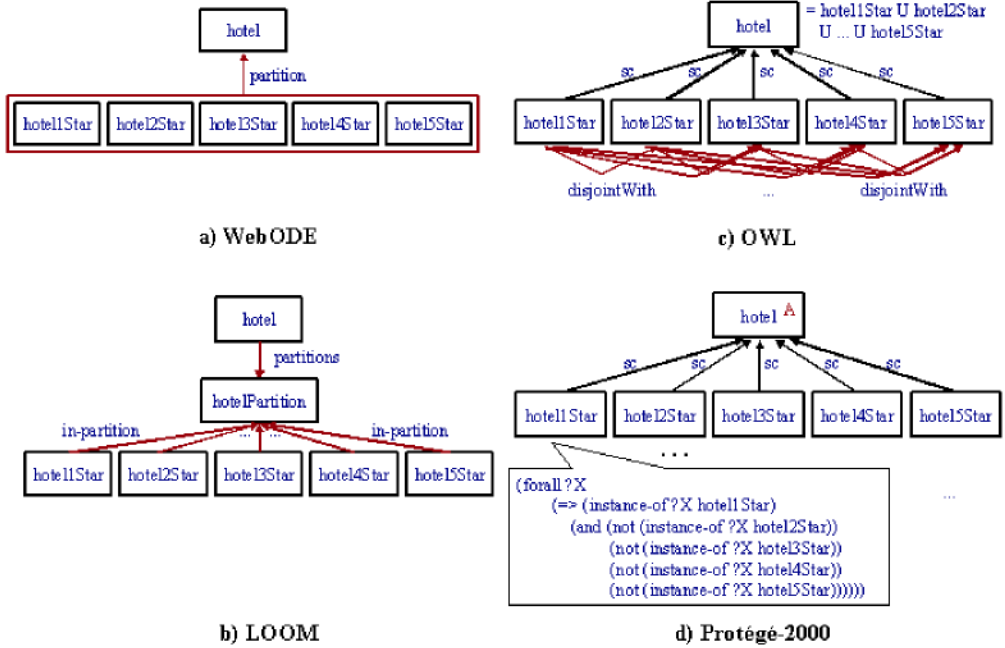 hotel
partition
hotel1Star hotel2Star hotel3Star hotel4Star hotel5Star
a) WebODE
hotel
= hotel1Star U hotel2Star
U ... U hotel5Star
sc sc sc sc sc
hotel1Star hotel2Star hotel3Star hotel4Star hotel5Star
disjointWith ... disjointWith
c) OWL
hotel
partitions
hotelPartition
in-partition ... ... in-partition
hotel1Star hotel2Star hotel3Star hotel4Star hotel5Star
b) LOOM
hotel A
sc sc sc sc sc
hotel1Star hotel2Star hotel3Star hotel4Star hotel5Star
...
(forall ?X
(=> (instance-of ?X hotel1Star)
(and (not (instance-of ?X hotel2Star))
(not (instance-of ?X hotel3Star))
(not (instance-of ?X hotel4Star))
(not (instance-of ?X hotel5Star))))))
...
d) Protégé-2000